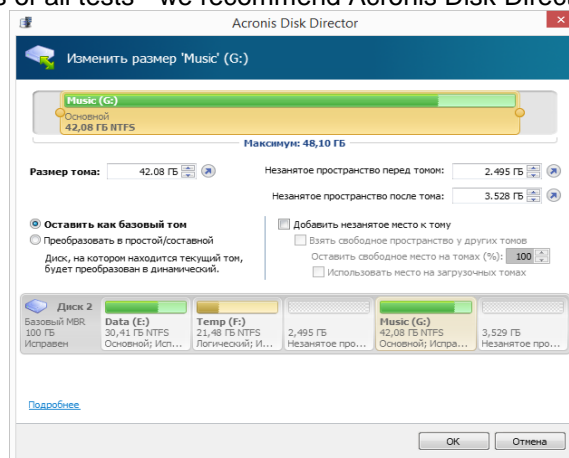 s of all tests - we recommend Acronis Disk Direct
Acronis Disk Director
Изменить размер 'Music' (G:)
Music (G:)
Основной
42,08 ГБ NTFS
Максимум: 48,10 ГБ
Размер тома: 42.08 ГБ
Незанятое пространство перед томом: 2.495 ГБ
Незанятое пространство после тома: 3.528 ГБ
Оставить как базовый том
Преобразовать в простой/составной
Диск, на котором находится текущий том,
будет преобразован в динамический.
Добавить незанятое место к тому
Взять свободное пространство у других томов
Оставить свободное место на томах (%): 100
Использовать место на загрузочных томах
Диск 2
Базовый MBR
100 ГБ
Исправен
Data (E:)
30,41 ГБ NTFS
Основной; Исп...
Temp (F:)
21,48 ГБ NTFS
Логический; И...
2,495 ГБ
Незанятое про...
Music (G:)
42,08 ГБ NTFS
Основной; Испра...
3,529 ГБ
Незанятое про...
Подробнее
OK
Отмена